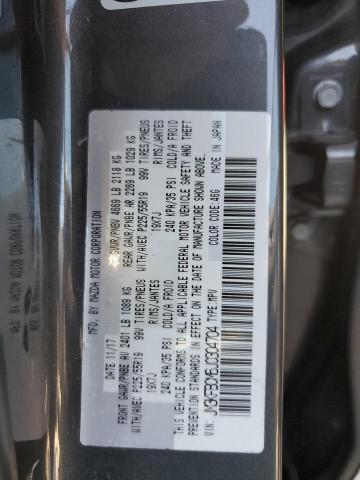 MFD. BY MAZDA MOTOR CORPORATION
DATE 11/17 GVWR/PNBV 4669 LB 2118 KG
FRONT GAWR/PNBE AV 2401 LB 1089 KG REAR GAWR/PNBE AR 2269 LB 1029 KG
WITH/AVEC P225/55R19 99V TIRES/PNEUS WITH/AVEC P225/55R19 99V TIRES/PNEUS
19X7J RIMS/JANTES 19X7J RIMS/JANTES
240 KPA/35 PSI COLD/A FROID 240 KPA/35 PSI COLD/A FROID
THIS VEHICLE CONFORMS TO ALL APPLICABLE FEDERAL MOTOR VEHICLE SAFETY AND THEFT
PREVENTION STANDARDS IN EFFECT ON THE DATE OF MANUFACTURE SHOWN ABOVE.
COLOR CODE:46G MADE IN JAPAN
VIN: TYPE:MPV
MAZDA MOTOR CORPORATION